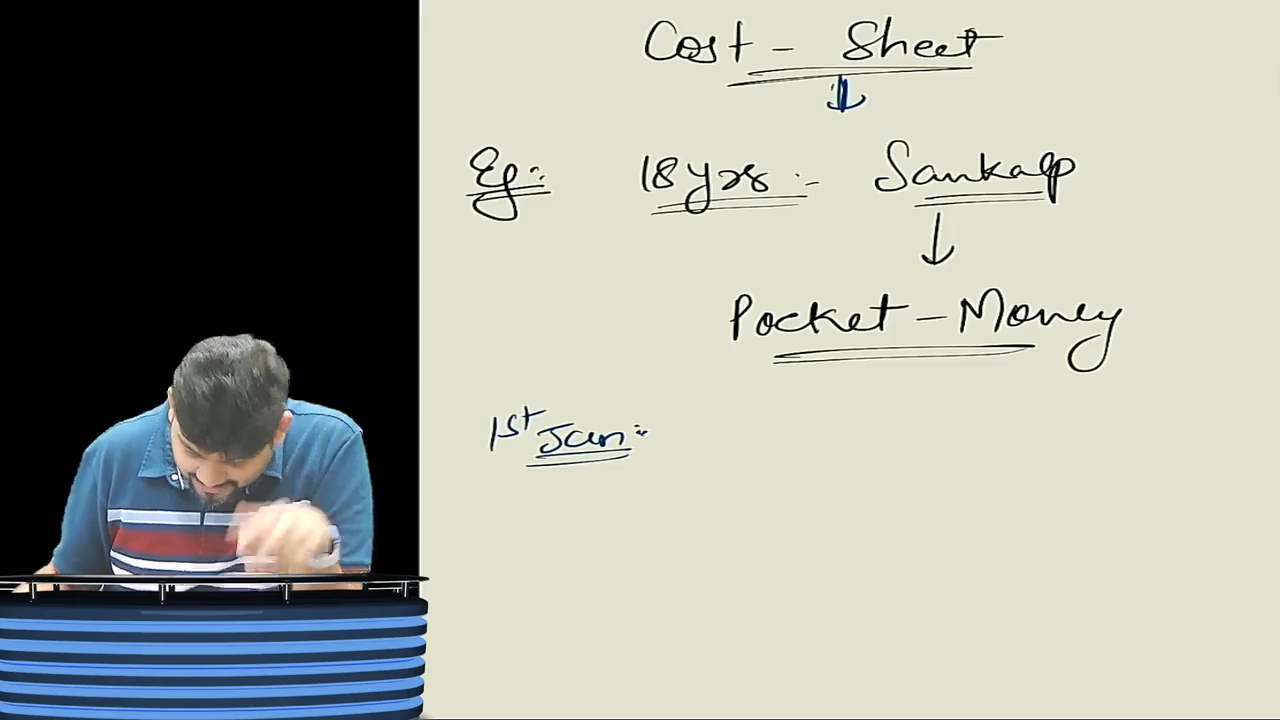 Cost - Sheet
Eg:- 18yrs :- Sankalp
Pocket - Money
1st Jan:-